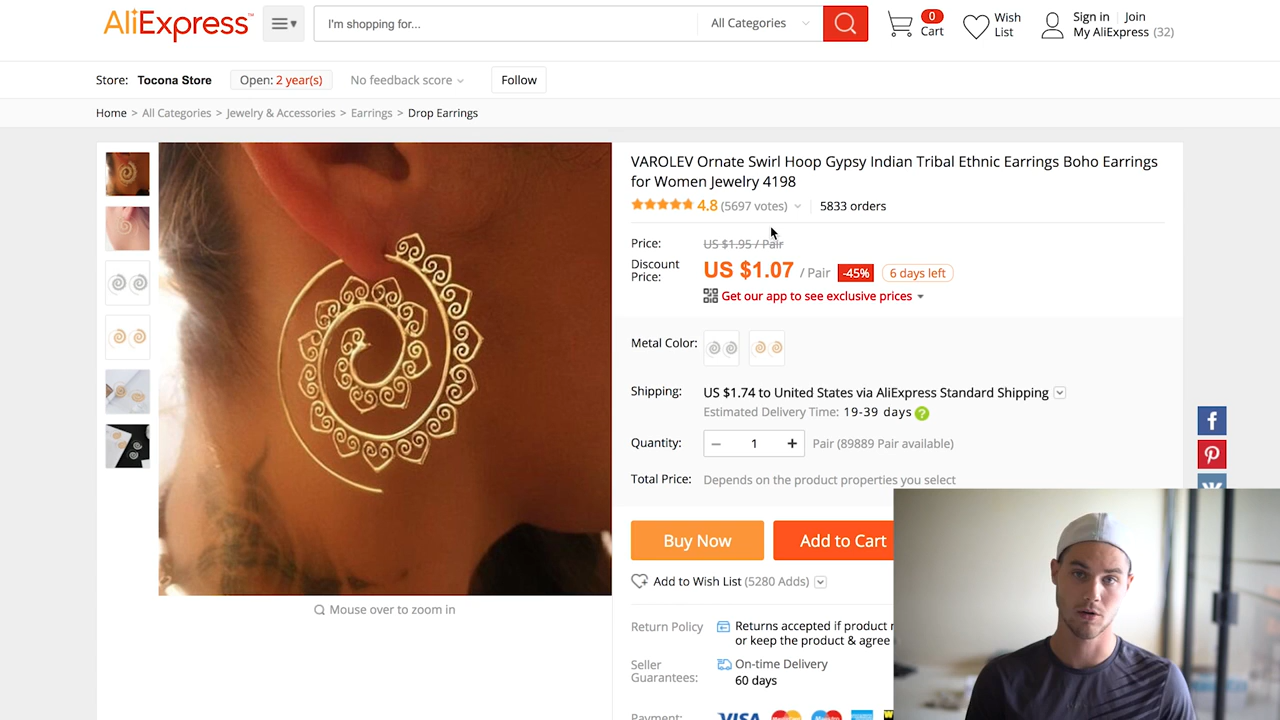 AliExpress™
I'm shopping for...
All Categories
0
Cart
Wish
List
Sign in | Join
My AliExpress (32)
Store: Tocona Store
Open: 2 year(s)
No feedback score
Follow
Home > All Categories > Jewelry & Accessories > Earrings > Drop Earrings
VAROLEV Ornate Swirl Hoop Gypsy Indian Tribal Ethnic Earrings Boho Earrings
for Women Jewelry 4198
4.8 (5697 votes)
5833 orders
Price: US $1.95 / Pair
Discount
Price:
US $1.07 / Pair
-45%
6 days left
Get our app to see exclusive prices
Metal Color:
Shipping: US $1.74 to United States via AliExpress Standard Shipping
Estimated Delivery Time: 19-39 days ?
Quantity: − 1 + Pair (89889 Pair available)
Total Price: Depends on the product properties you select
Buy Now
Add to Cart
Add to Wish List (5280 Adds)
Mouse over to zoom in
Return Policy
Returns accepted if product
or keep the product & agree
Seller
Guarantees:
On-time Delivery
60 days
Payment:
VISA